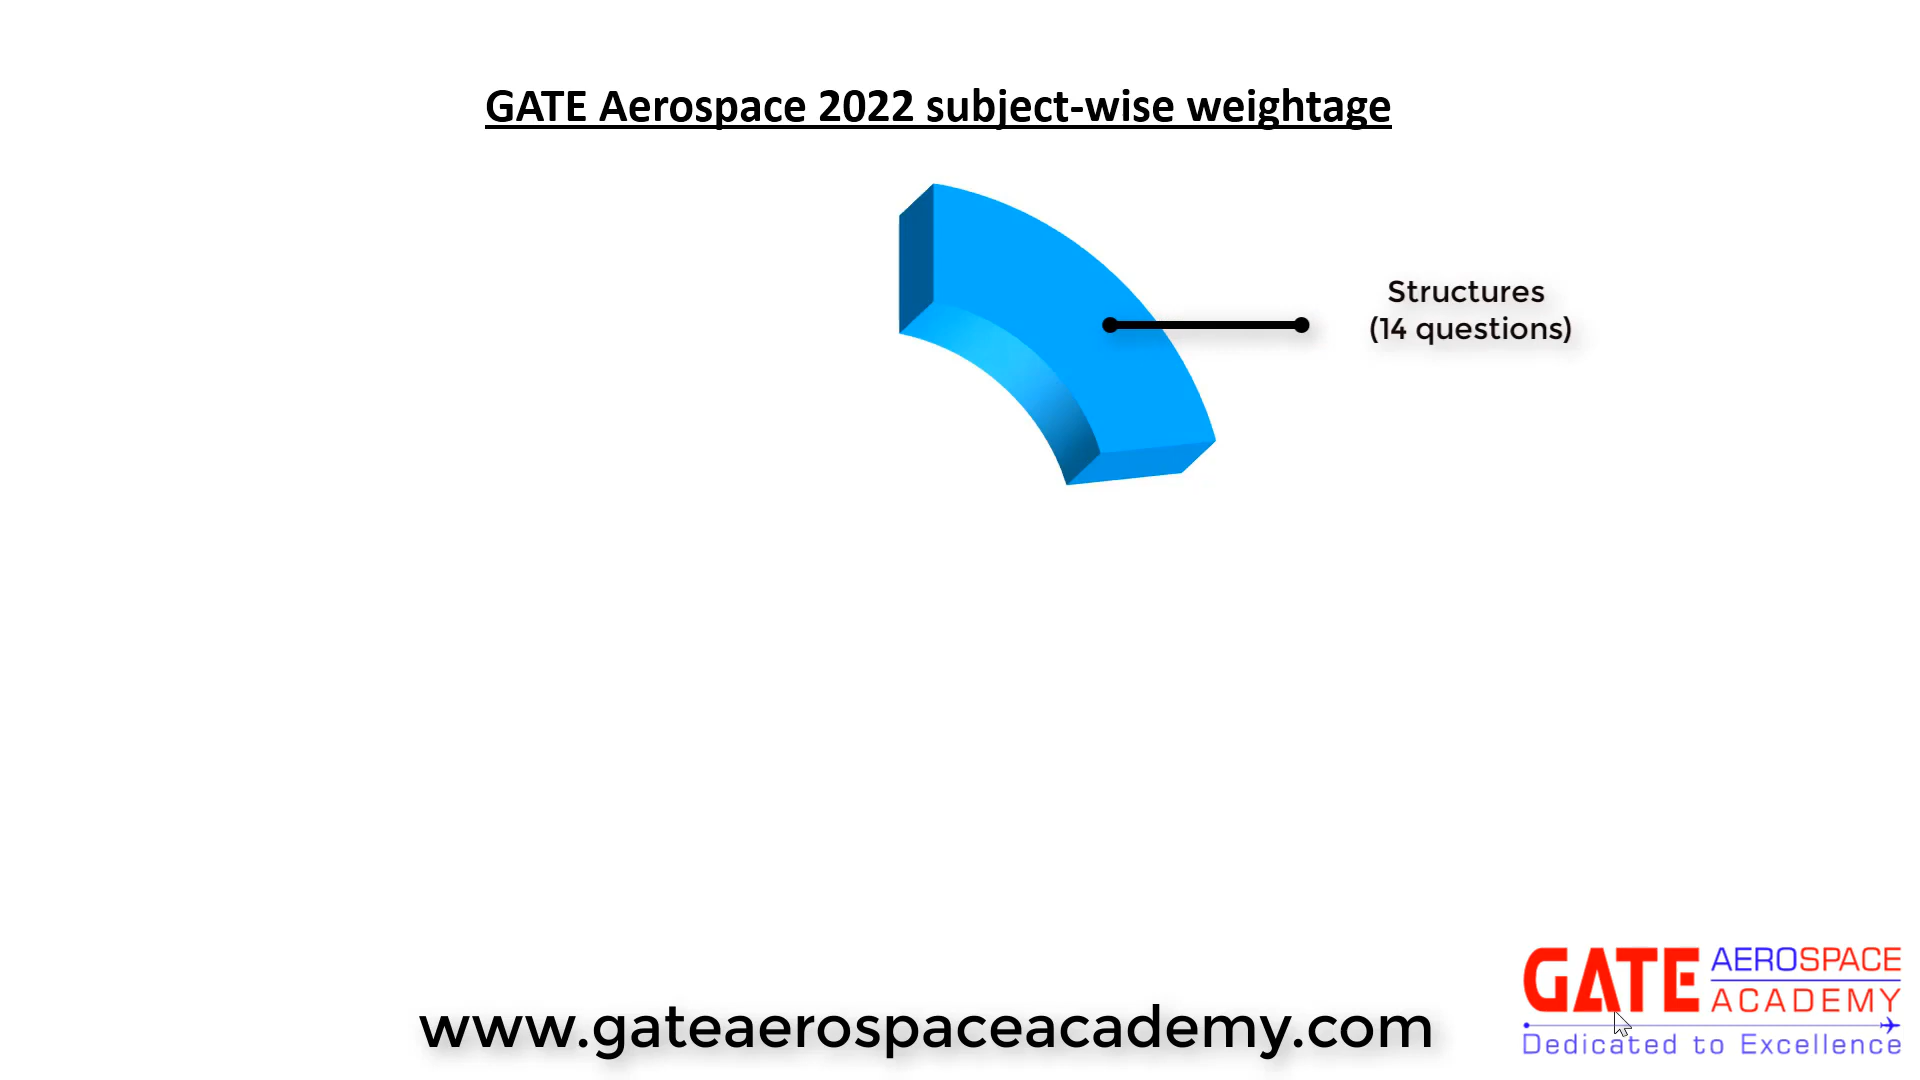 GATE Aerospace 2022 subject-wise weightage
Structures
(14 questions)
www.gateaerospaceacademy.com
GATE AEROSPACE
ACADEMY
Dedicated to Excellence